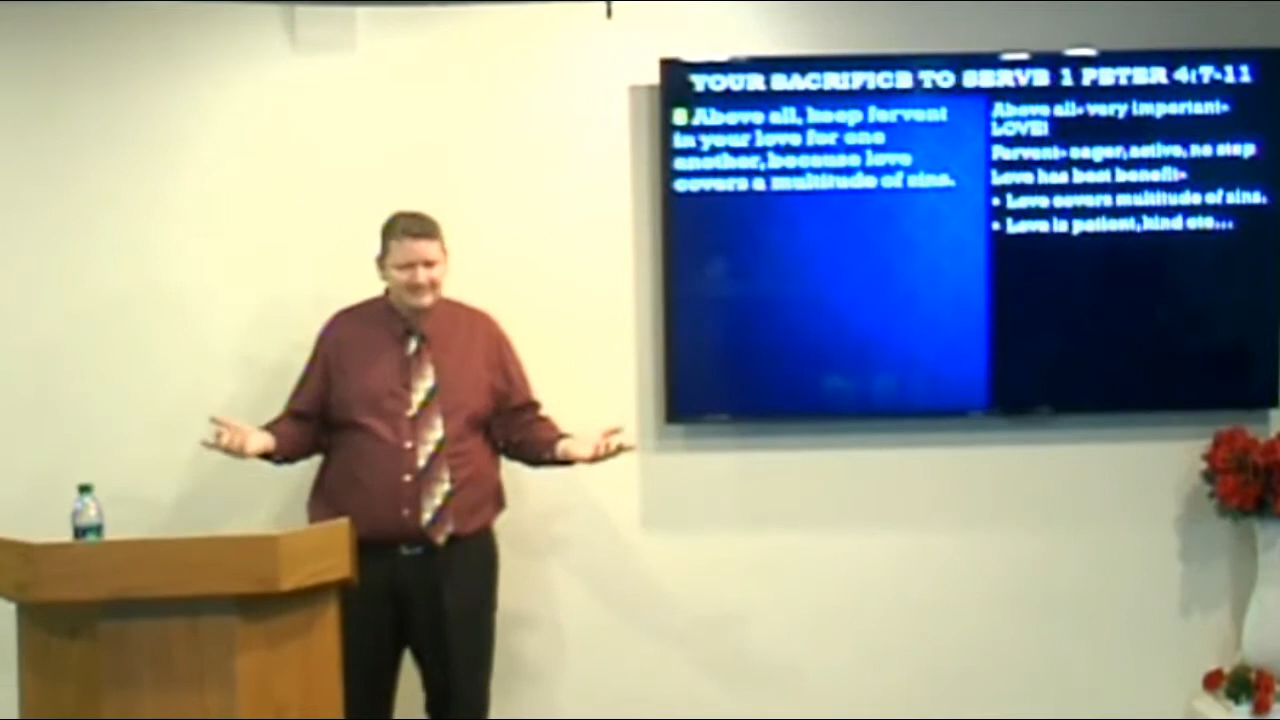 YOUR SACRIFICE TO SERVE 1 PETER 4:7-11
8 Above all, keep fervent
in your love for one
another, because love
covers a multitude of sins.
Above all- very important-
LOVE!
Fervent- eager, active, no stop
Love has best benefit-
• Love covers multitude of sins.
• Love is patient, kind etc...